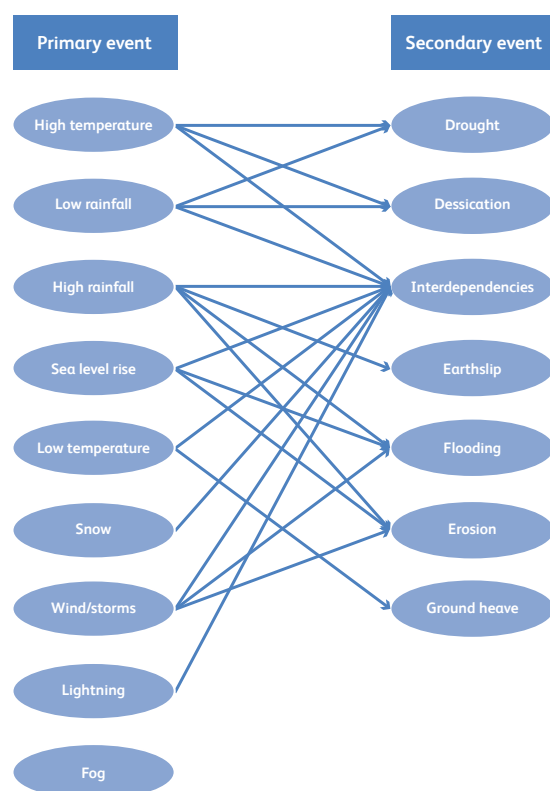 Primary event
Secondary event
High temperature
Drought
Low rainfall
Dessication
High rainfall
Interdependencies
Sea level rise
Earthslip
Low temperature
Flooding
Snow
Erosion
Wind/storms
Ground heave
Lightning
Fog